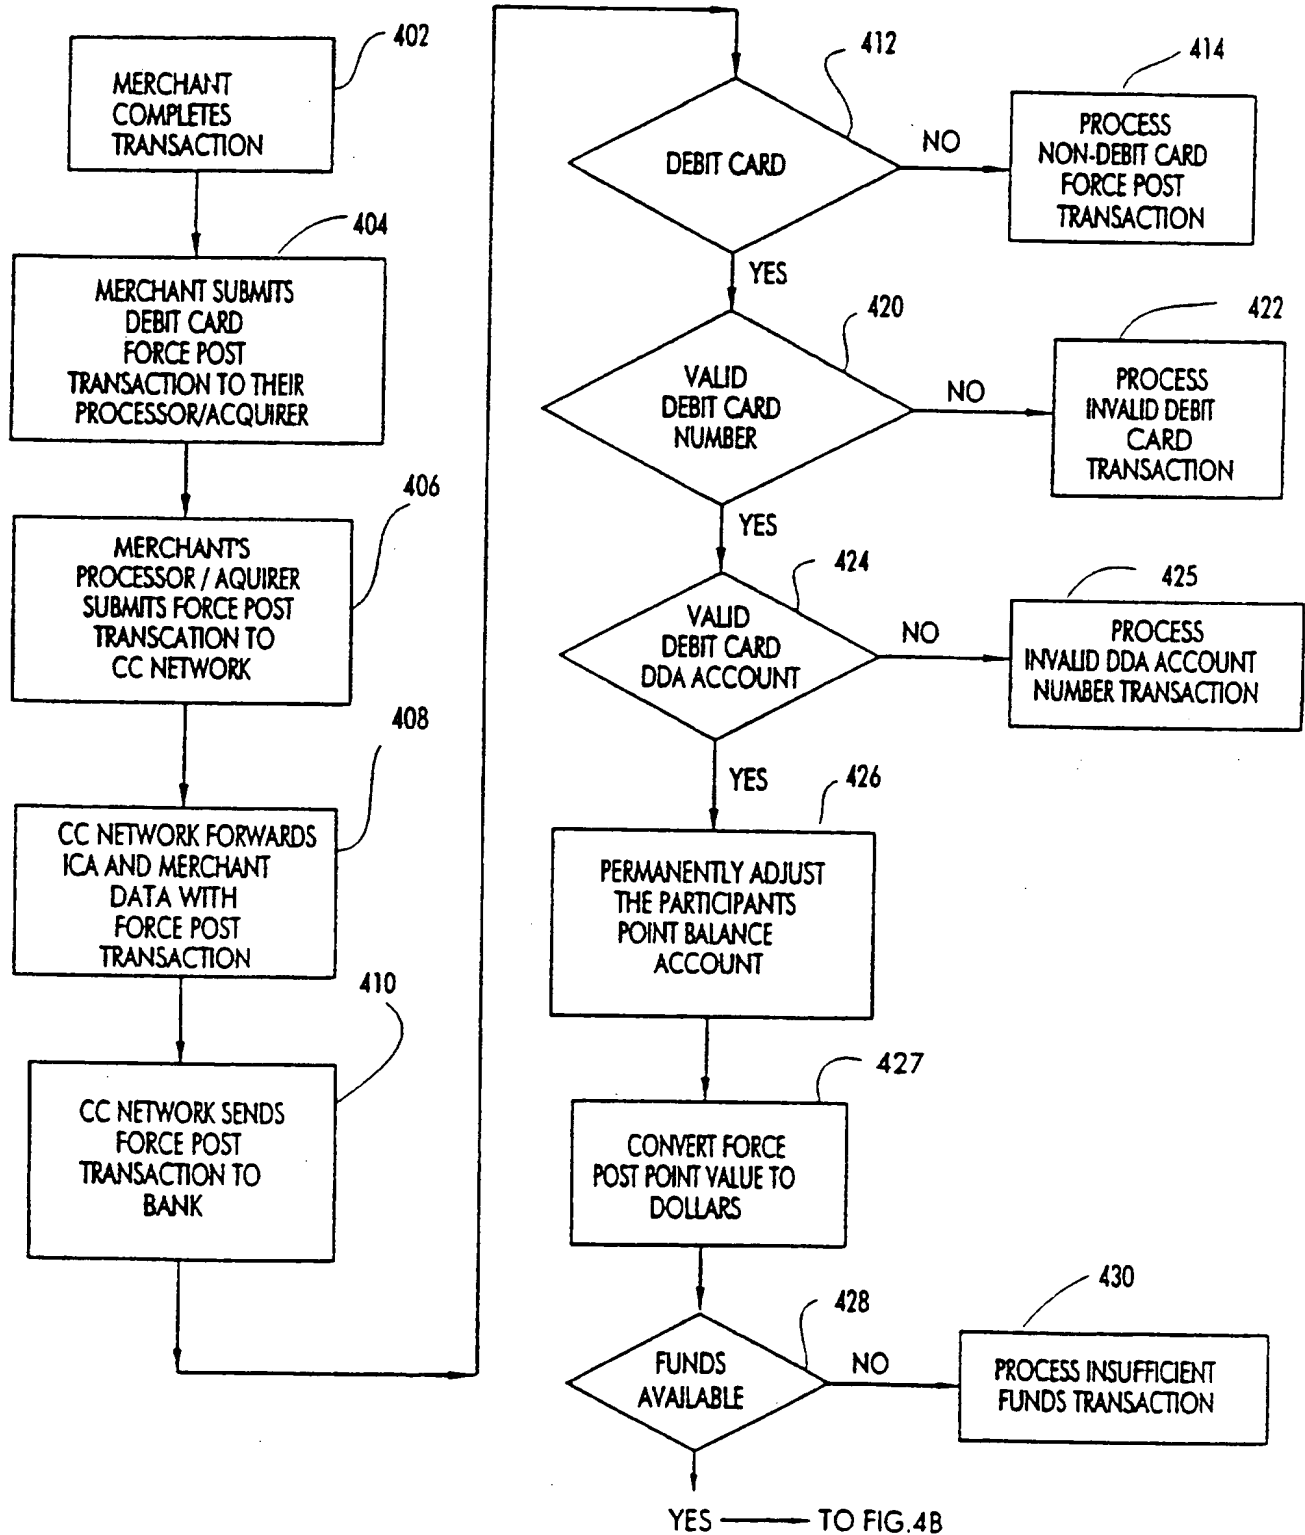 402
MERCHANT
COMPLETES
TRANSACTION
404
MERCHANT SUBMITS
DEBIT CARD
FORCE POST
TRANSACTION TO THEIR
PROCESSOR/ACQUIRER
406
MERCHANT'S
PROCESSOR / AQUIRER
SUBMITS FORCE POST
TRANSCATION TO
CC NETWORK
408
CC NETWORK FORWARDS
ICA AND MERCHANT
DATA WITH
FORCE POST
TRANSACTION
410
CC NETWORK SENDS
FORCE POST
TRANSACTION TO
BANK
412
DEBIT CARD
NO
414
PROCESS
NON-DEBIT CARD
FORCE POST
TRANSACTION
YES
420
VALID
DEBIT CARD
NUMBER
NO
422
PROCESS
INVALID DEBIT
CARD
TRANSACTION
YES
424
VALID
DEBIT CARD
DDA ACCOUNT
NO
425
PROCESS
INVALID DDA ACCOUNT
NUMBER TRANSACTION
YES
426
PERMANENTLY ADJUST
THE PARTICIPANTS
POINT BALANCE
ACCOUNT
427
CONVERT FORCE
POST POINT VALUE TO
DOLLARS
428
FUNDS
AVAILABLE
NO
430
PROCESS INSUFFICIENT
FUNDS TRANSACTION
YES TO FIG.4B